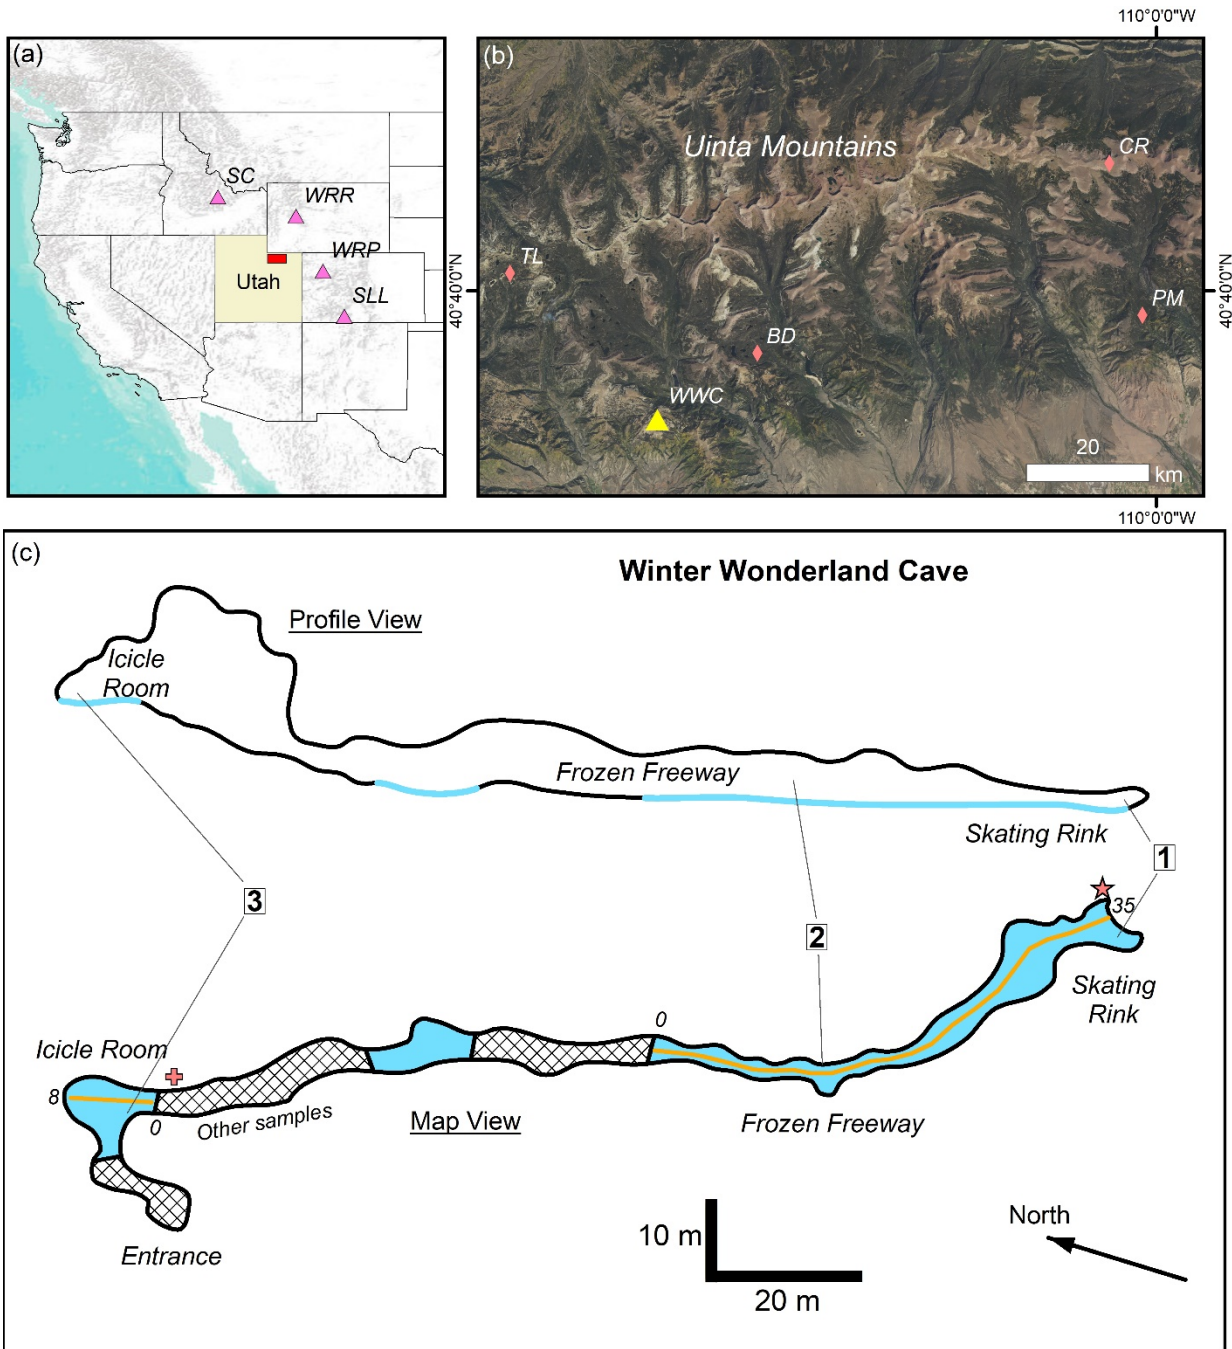 110°0'0"W
(a)
SC
WRR
WRP
Utah
SLL
(b)
Uinta Mountains
CR
TL
40°40'0"N
40°40'0"N
PM
BD
WWC
20
km
110°0'0"W
(c)
Winter Wonderland Cave
Profile View
Icicle
Room
Frozen Freeway
Skating Rink
1
3
2
35
Skating
Rink
0
Icicle Room
8
0
Other samples
Map View
Frozen Freeway
Entrance
10 m
20 m
North